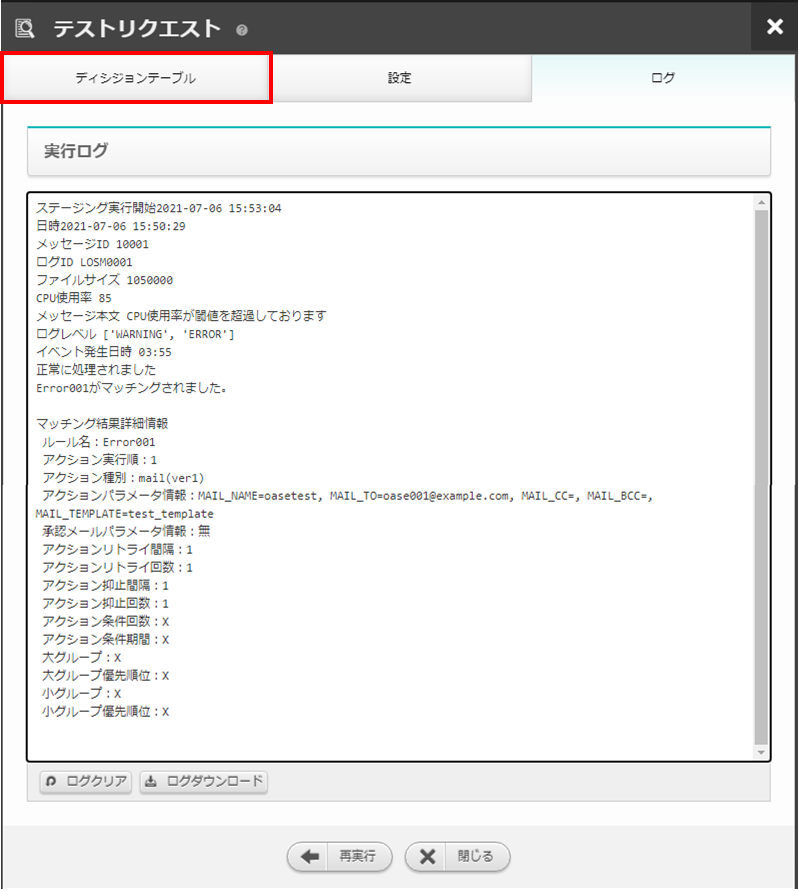 テストリクエスト
ディシジョンテーブル
設定
ログ
実行ログ
ステージング実行開始2021-07-06 15:53:04
日時2021-07-06 15:50:29
メッセージID 10001
ログID LOSM0001
ファイルサイズ 1050000
CPU使用率 85
メッセージ本文 CPU使用率が閾値を超過しております
ログレベル ['WARNING', 'ERROR']
イベント発生日時 03:55
正常に処理されました
Error001がマッチングされました。
マッチング結果詳細情報
ルール名：Error001
アクション実行順：1
アクション種別：mail(ver1)
アクションパラメータ情報：MAIL_NAME=oasetest, MAIL_TO=oase001@example.com, MAIL_CC=, MAIL_BCC=,
MAIL_TEMPLATE=test_template
承認メールパラメータ情報：無
アクションリトライ間隔：1
アクションリトライ回数：1
アクション抑止間隔：1
アクション抑止回数：1
アクション条件回数：X
アクション条件期間：X
大グループ：X
大グループ優先順位：X
小グループ：X
小グループ優先順位：X
ログクリア
ログダウンロード
再実行
閉じる